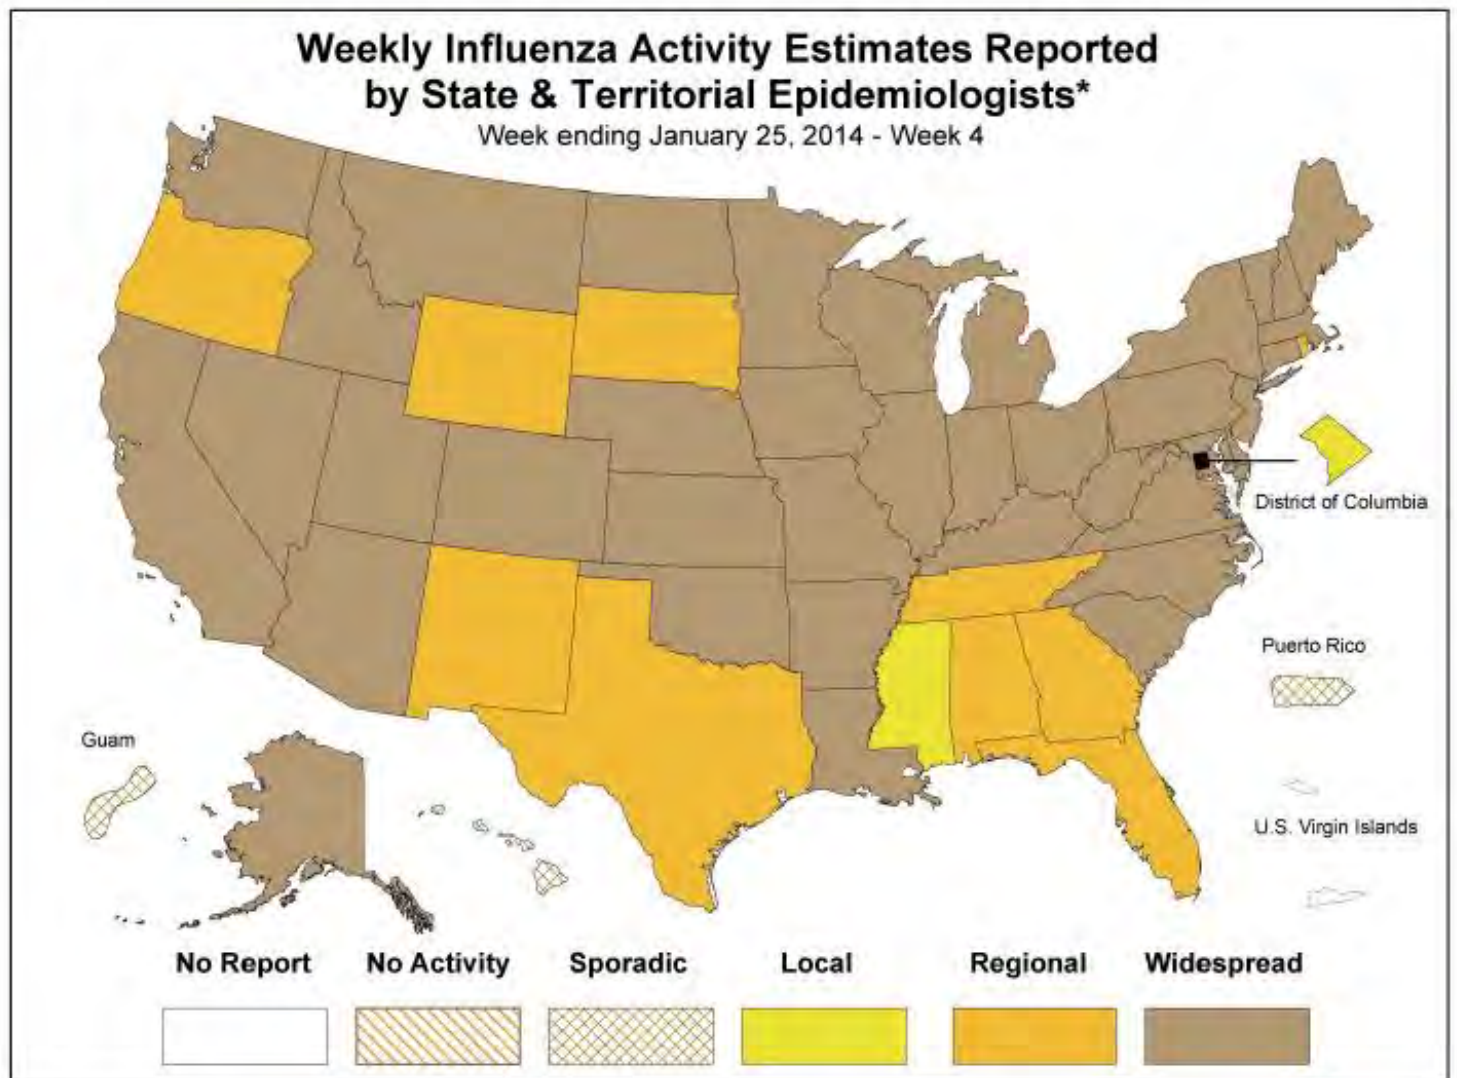 Weekly Influenza Activity Estimates Reported
by State & Territorial Epidemiologists*
Week ending January 25, 2014 - Week 4
District of Columbia
Puerto Rico
Guam
U.S. Virgin Islands
No Report
No Activity
Sporadic
Local
Regional
Widespread